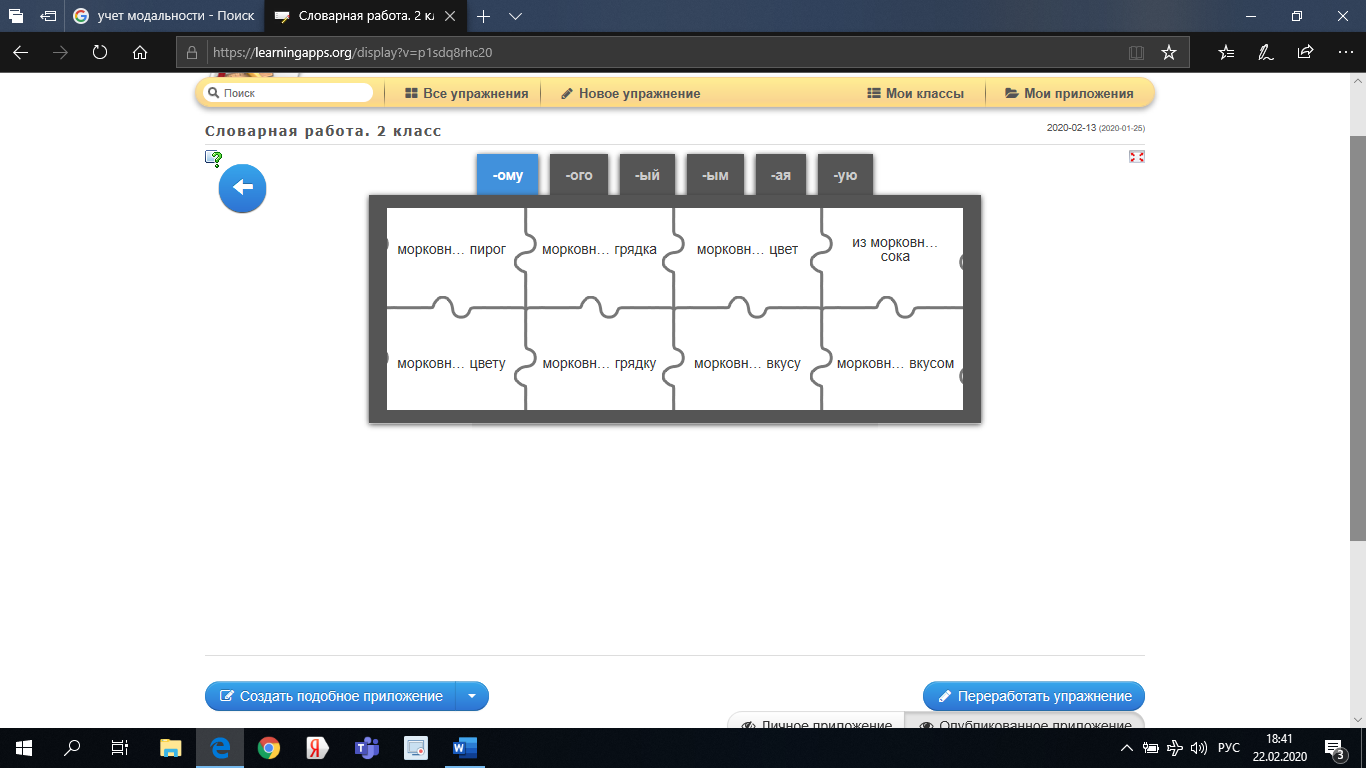 учет модальности - Поиск
Словарная работа. 2 кл
https://learningapps.org/display?v=p1sdq8rhc20
Поиск
Все упражнения
Новое упражнение
Мои классы
Мои приложения
Словарная работа. 2 класс
2020-02-13 (2020-01-25)
-ому
-ого
-ый
-ым
-ая
-ую
морковн… пирог
морковн… грядка
морковн… цвет
из морковн…
сока
морковн… цвету
морковн… грядку
морковн… вкусу
морковн… вкусом
Создать подобное приложение
Переработать упражнение
Личное приложение
Опубликованное приложение
РУС
18:41
22.02.2020
3